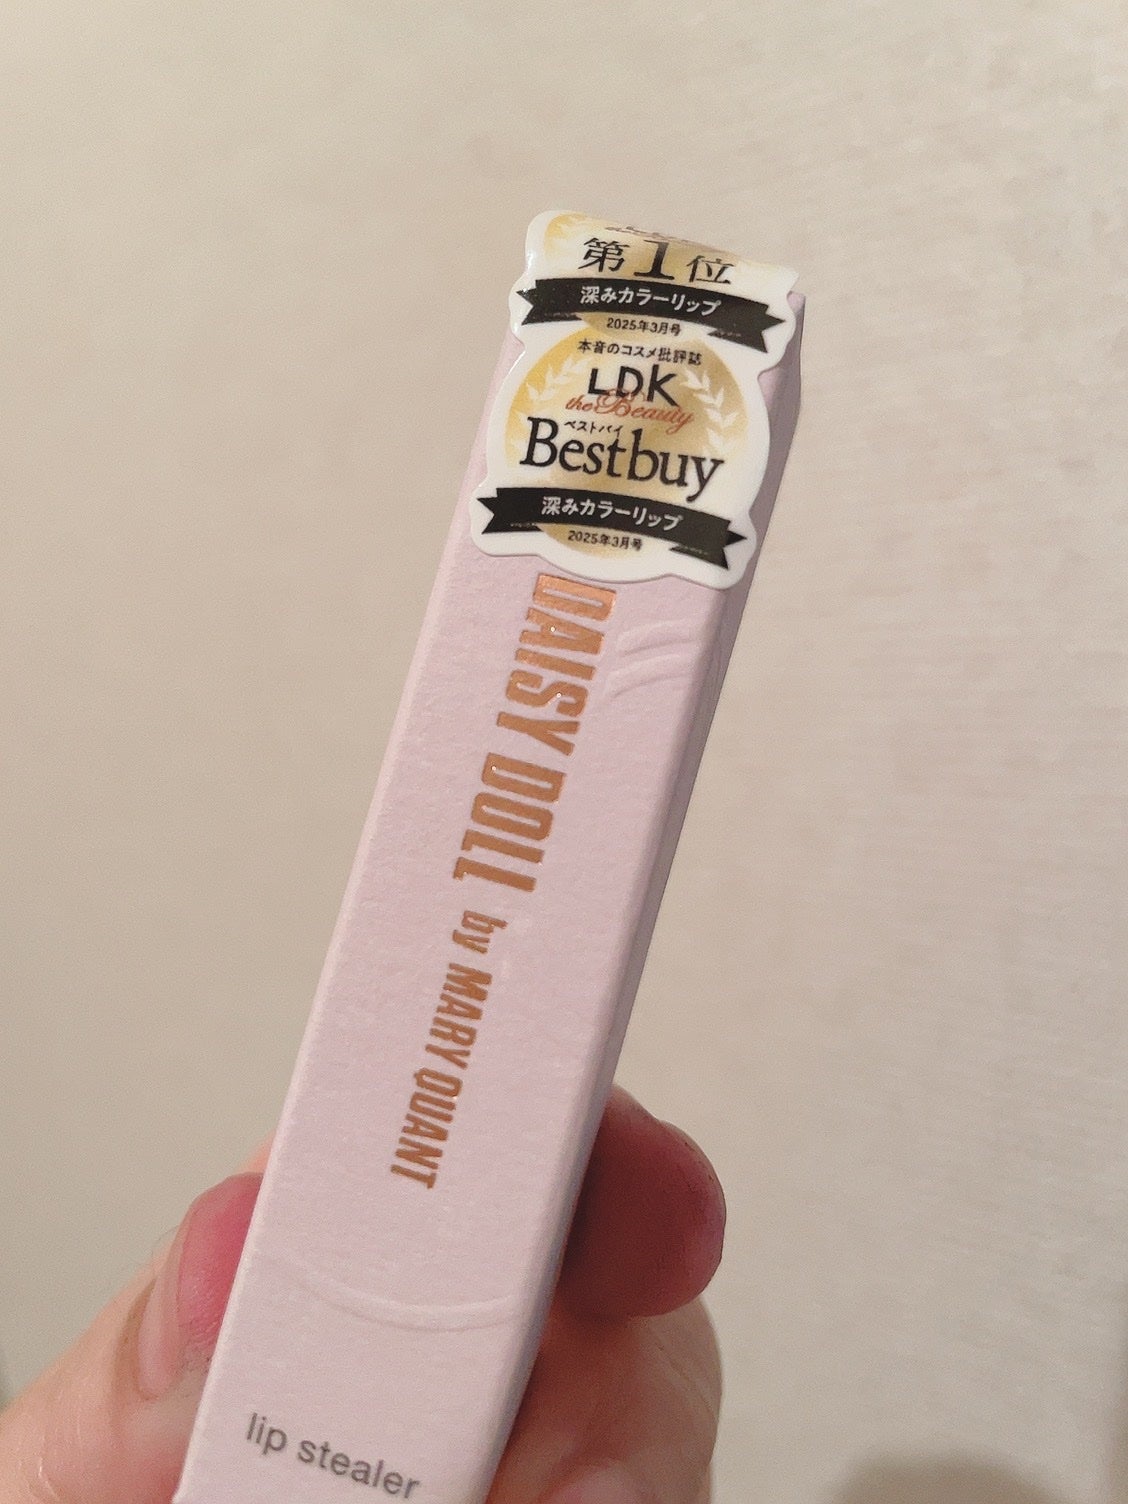 第1位
深みカラーリップ
2025年3月号
本音のコスメ批評誌
LDK
the Beauty
ベストバイ
Bestbuy
深みカラーリップ
2025年3月号
DAISY DOLL by MARY QUANT
lip stealer